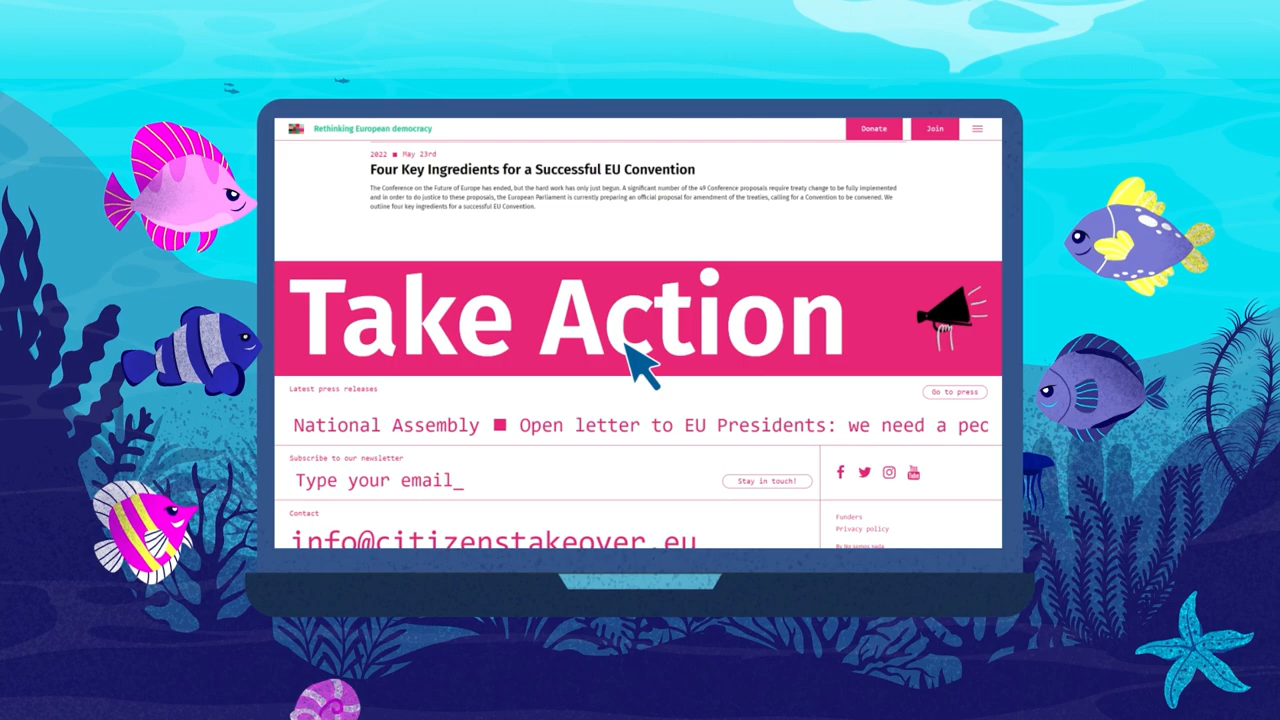 Rethinking European democracy
Donate
Join
2022 ■ May 23rd
Four Key Ingredients for a Successful EU Convention
The Conference on the Future of Europe has ended, but the hard work has only just begun. A significant number of the 49 Conference proposals require treaty change to be fully implemented
and in order to do justice to these proposals, the European Parliament is currently preparing an official proposal for amendment of the treaties, calling for a Convention to be convened. We
outline four key ingredients for a successful EU Convention.
Take Action
Latest press releases
Go to press
National Assembly ■ Open letter to EU Presidents: we need a pec
Subscribe to our newsletter
Type your email_
Stay in touch!
You Tube
Contact
info@citizenstakeover.eu
Funders
Privacy policy
By No somos nada